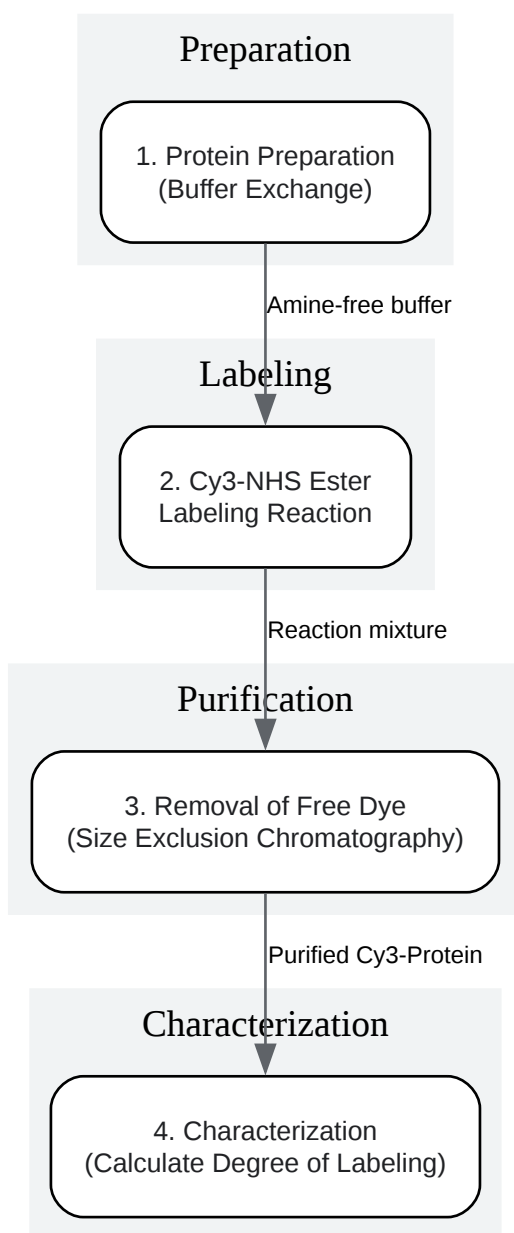 Preparation
1. Protein Preparation
(Buffer Exchange)
Amine-free buffer
Labeling
2. Cy3-NHS Ester
Labeling Reaction
Reaction mixture
Purification
3. Removal of Free Dye
(Size Exclusion Chromatography)
Purified Cy3-Protein
Characterization
4. Characterization
(Calculate Degree of Labeling)